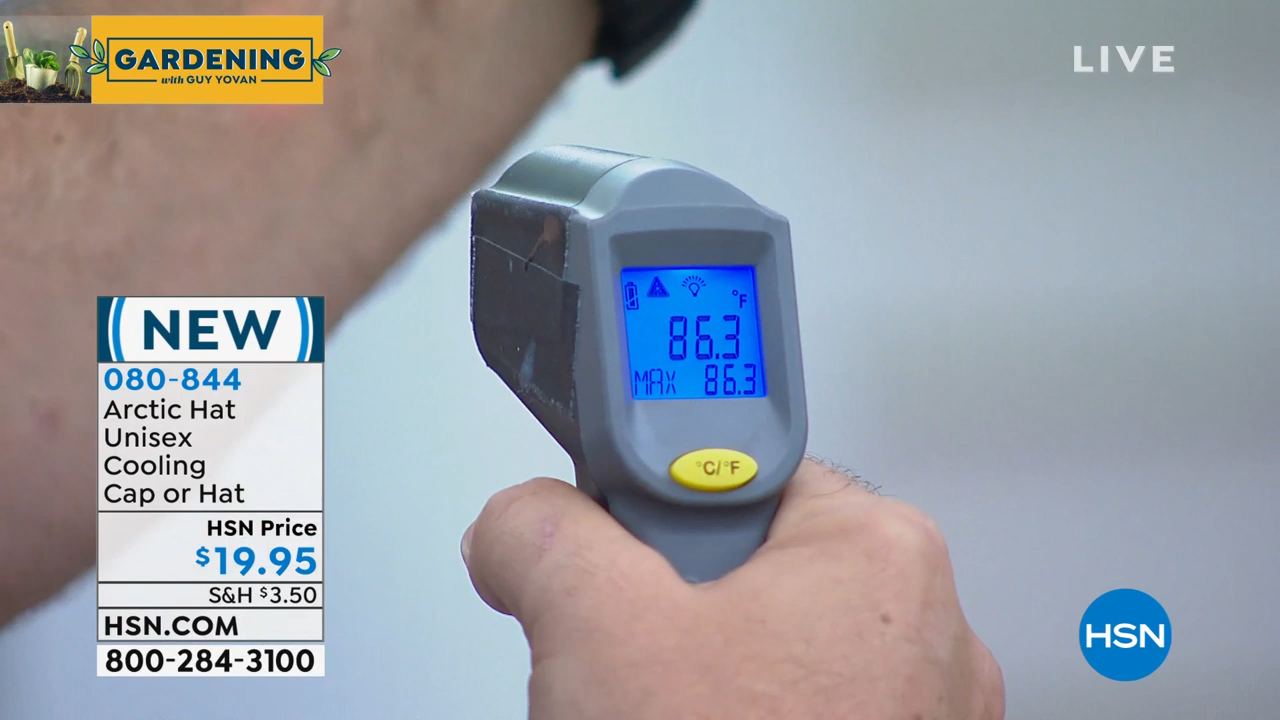 GARDENING
with GUY YOVAN
LIVE
NEW
080-844
Arctic Hat
Unisex
Cooling
Cap or Hat
HSN Price
$19.95
S&H $3.50
HSN.COM
800-284-3100
°F
86.3
MAX 86.3
°C/°F
HSN